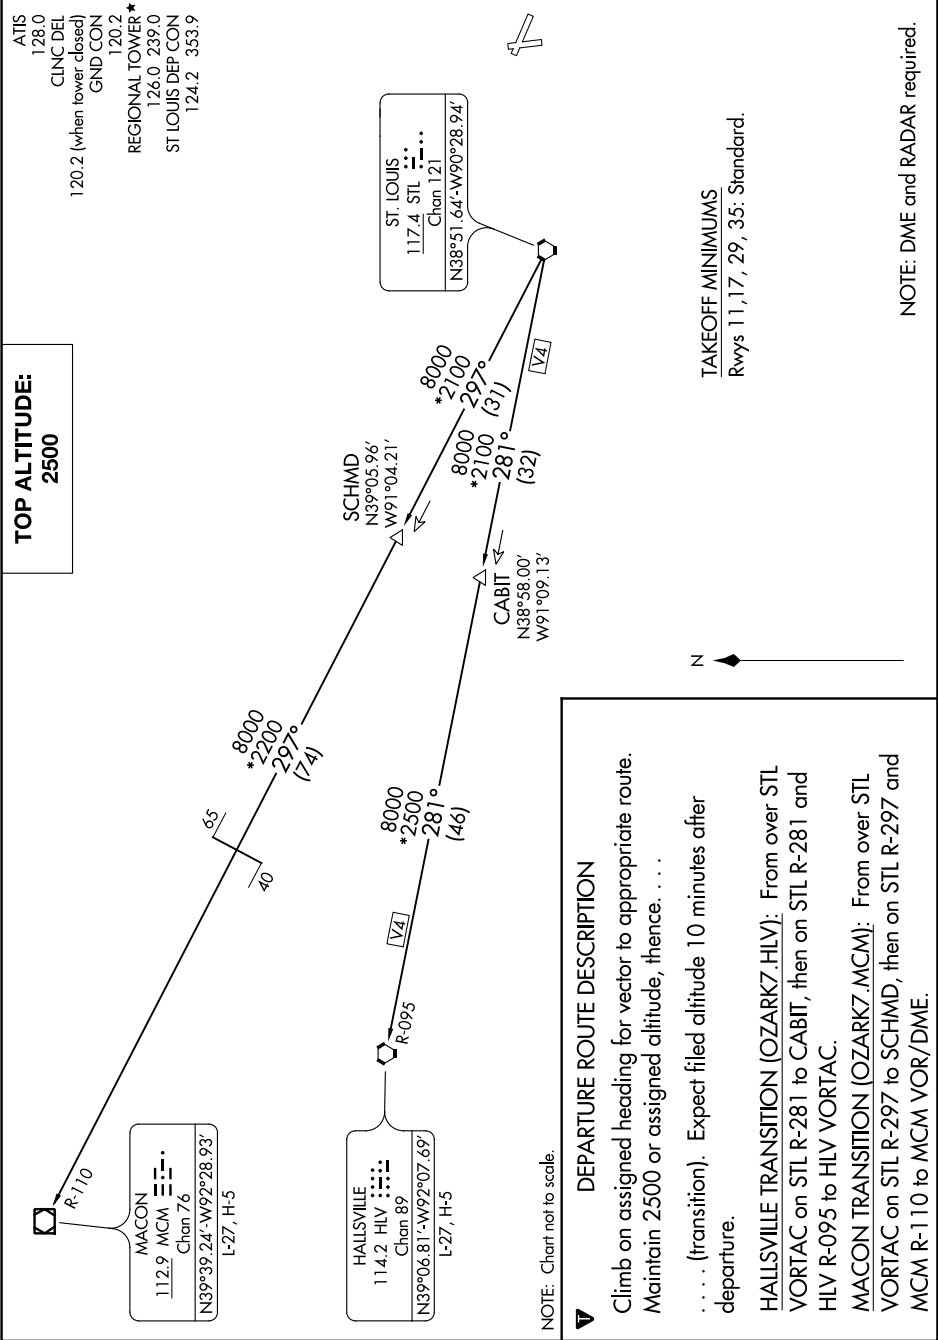 ATIS
128.0
CLNC DEL
120.2 (when tower closed)
GND CON
120.2
REGIONAL TOWER★
126.0 239.0
ST LOUIS DEP CON
124.2 353.9
TOP ALTITUDE:
2500
R-110
MACON
112.9 MCM
Chan 76
N39°39.24′-W92°28.93′
L-27, H-5
65
40
8000
*2200
297°
(74)
SCHMD
N39°05.96′
W91°04.21′
8000
*2100
297°
(31)
ST. LOUIS
117.4 STL
Chan 121
N38°51.64′-W90°28.94′
HALLSVILLE
114.2 HLV
Chan 89
N39°06.81′-W92°07.69′
L-27, H-5
R-095
V4
8000
*2500
281°
(46)
CABIT
N38°58.00′
W91°09.13′
8000
*2100
281°
(32)
V4
N
TAKEOFF MINIMUMS
Rwys 11,17, 29, 35: Standard.
NOTE: DME and RADAR required.
NOTE: Chart not to scale.
T
DEPARTURE ROUTE DESCRIPTION
Climb on assigned heading for vector to appropriate route.
Maintain 2500 or assigned altitude, thence. . . .
. . . . (transition). Expect filed altitude 10 minutes after
departure.
HALLSVILLE TRANSITION (OZARK7.HLV): From over STL
VORTAC on STL R-281 to CABIT, then on STL R-281 and
HLV R-095 to HLV VORTAC.
MACON TRANSITION (OZARK7.MCM): From over STL
VORTAC on STL R-297 to SCHMD, then on STL R-297 and
MCM R-110 to MCM VOR/DME.